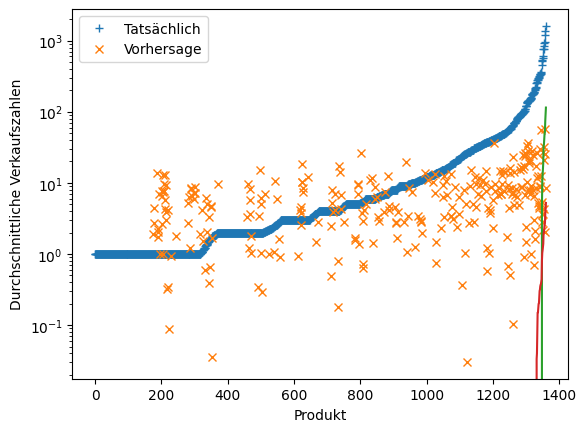 Tatsächlich
Vorhersage
Durchschnittliche Verkaufszahlen
10³
10²
10¹
10⁰
10⁻¹
0 200 400 600 800 1000 1200 1400
Produkt